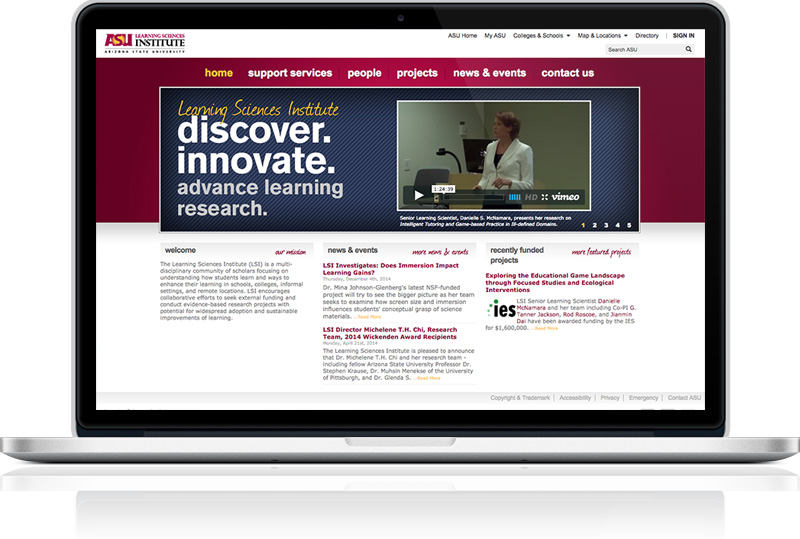 ASU LEARNING SCIENCES
INSTITUTE
ARIZONA STATE UNIVERSITY
ASU Home My ASU Colleges & Schools Map & Locations Directory SIGN IN
Search ASU
home support services people projects news & events contact us
Learning Sciences Institute
discover.
innovate.
advance learning
research.
1:24:39
HD vimeo
Senior Learning Scientist, Danielle S. McNamara, presents her research on
Intelligent Tutoring and Game-based Practice in Ill-defined Domains.
1 2 3 4 5
welcome our mission
The Learning Sciences Institute (LSI) is a multi-
disciplinary community of scholars focusing on
understanding how students learn and ways to
enhance their learning in schools, colleges, informal
settings, and remote locations. LSI encourages
collaborative efforts to seek external funding and
conduct evidence-based research projects with
potential for widespread adoption and sustainable
improvements of learning.
news & events more news & events
LSI Investigates: Does Immersion Impact
Learning Gains?
Thursday, December 4th, 2014
Dr. Mina Johnson-Glenberg's latest NSF-funded
project will try to see the bigger picture as her team
seeks to examine how screen size and immersion
influences students' conceptual grasp of science
materials. ...Read More
LSI Director Michelene T.H. Chi, Research
Team, 2014 Wickenden Award Recipients
Monday, April 21st, 2014
The Learning Sciences Institute is pleased to announce
that Dr. Michelene T.H. Chi and her research team -
including fellow Arizona State University Professor Dr.
Stephen Krause, Dr. Muhsin Menekse of the University
of Pittsburgh, and Dr. Glenda S. ...Read More
recently funded
projects more featured projects
Exploring the Educational Game Landscape
through Focused Studies and Ecological
Interventions
ies
LSI Senior Learning Scientist Danielle
McNamara and her team including Co-PI G.
Tanner Jackson, Rod Roscoe, and Jianmin
Dai have been awarded funding by the IES
for $1,600,000. ...Read More
Copyright & Trademark Accessibility Privacy Emergency Contact ASU